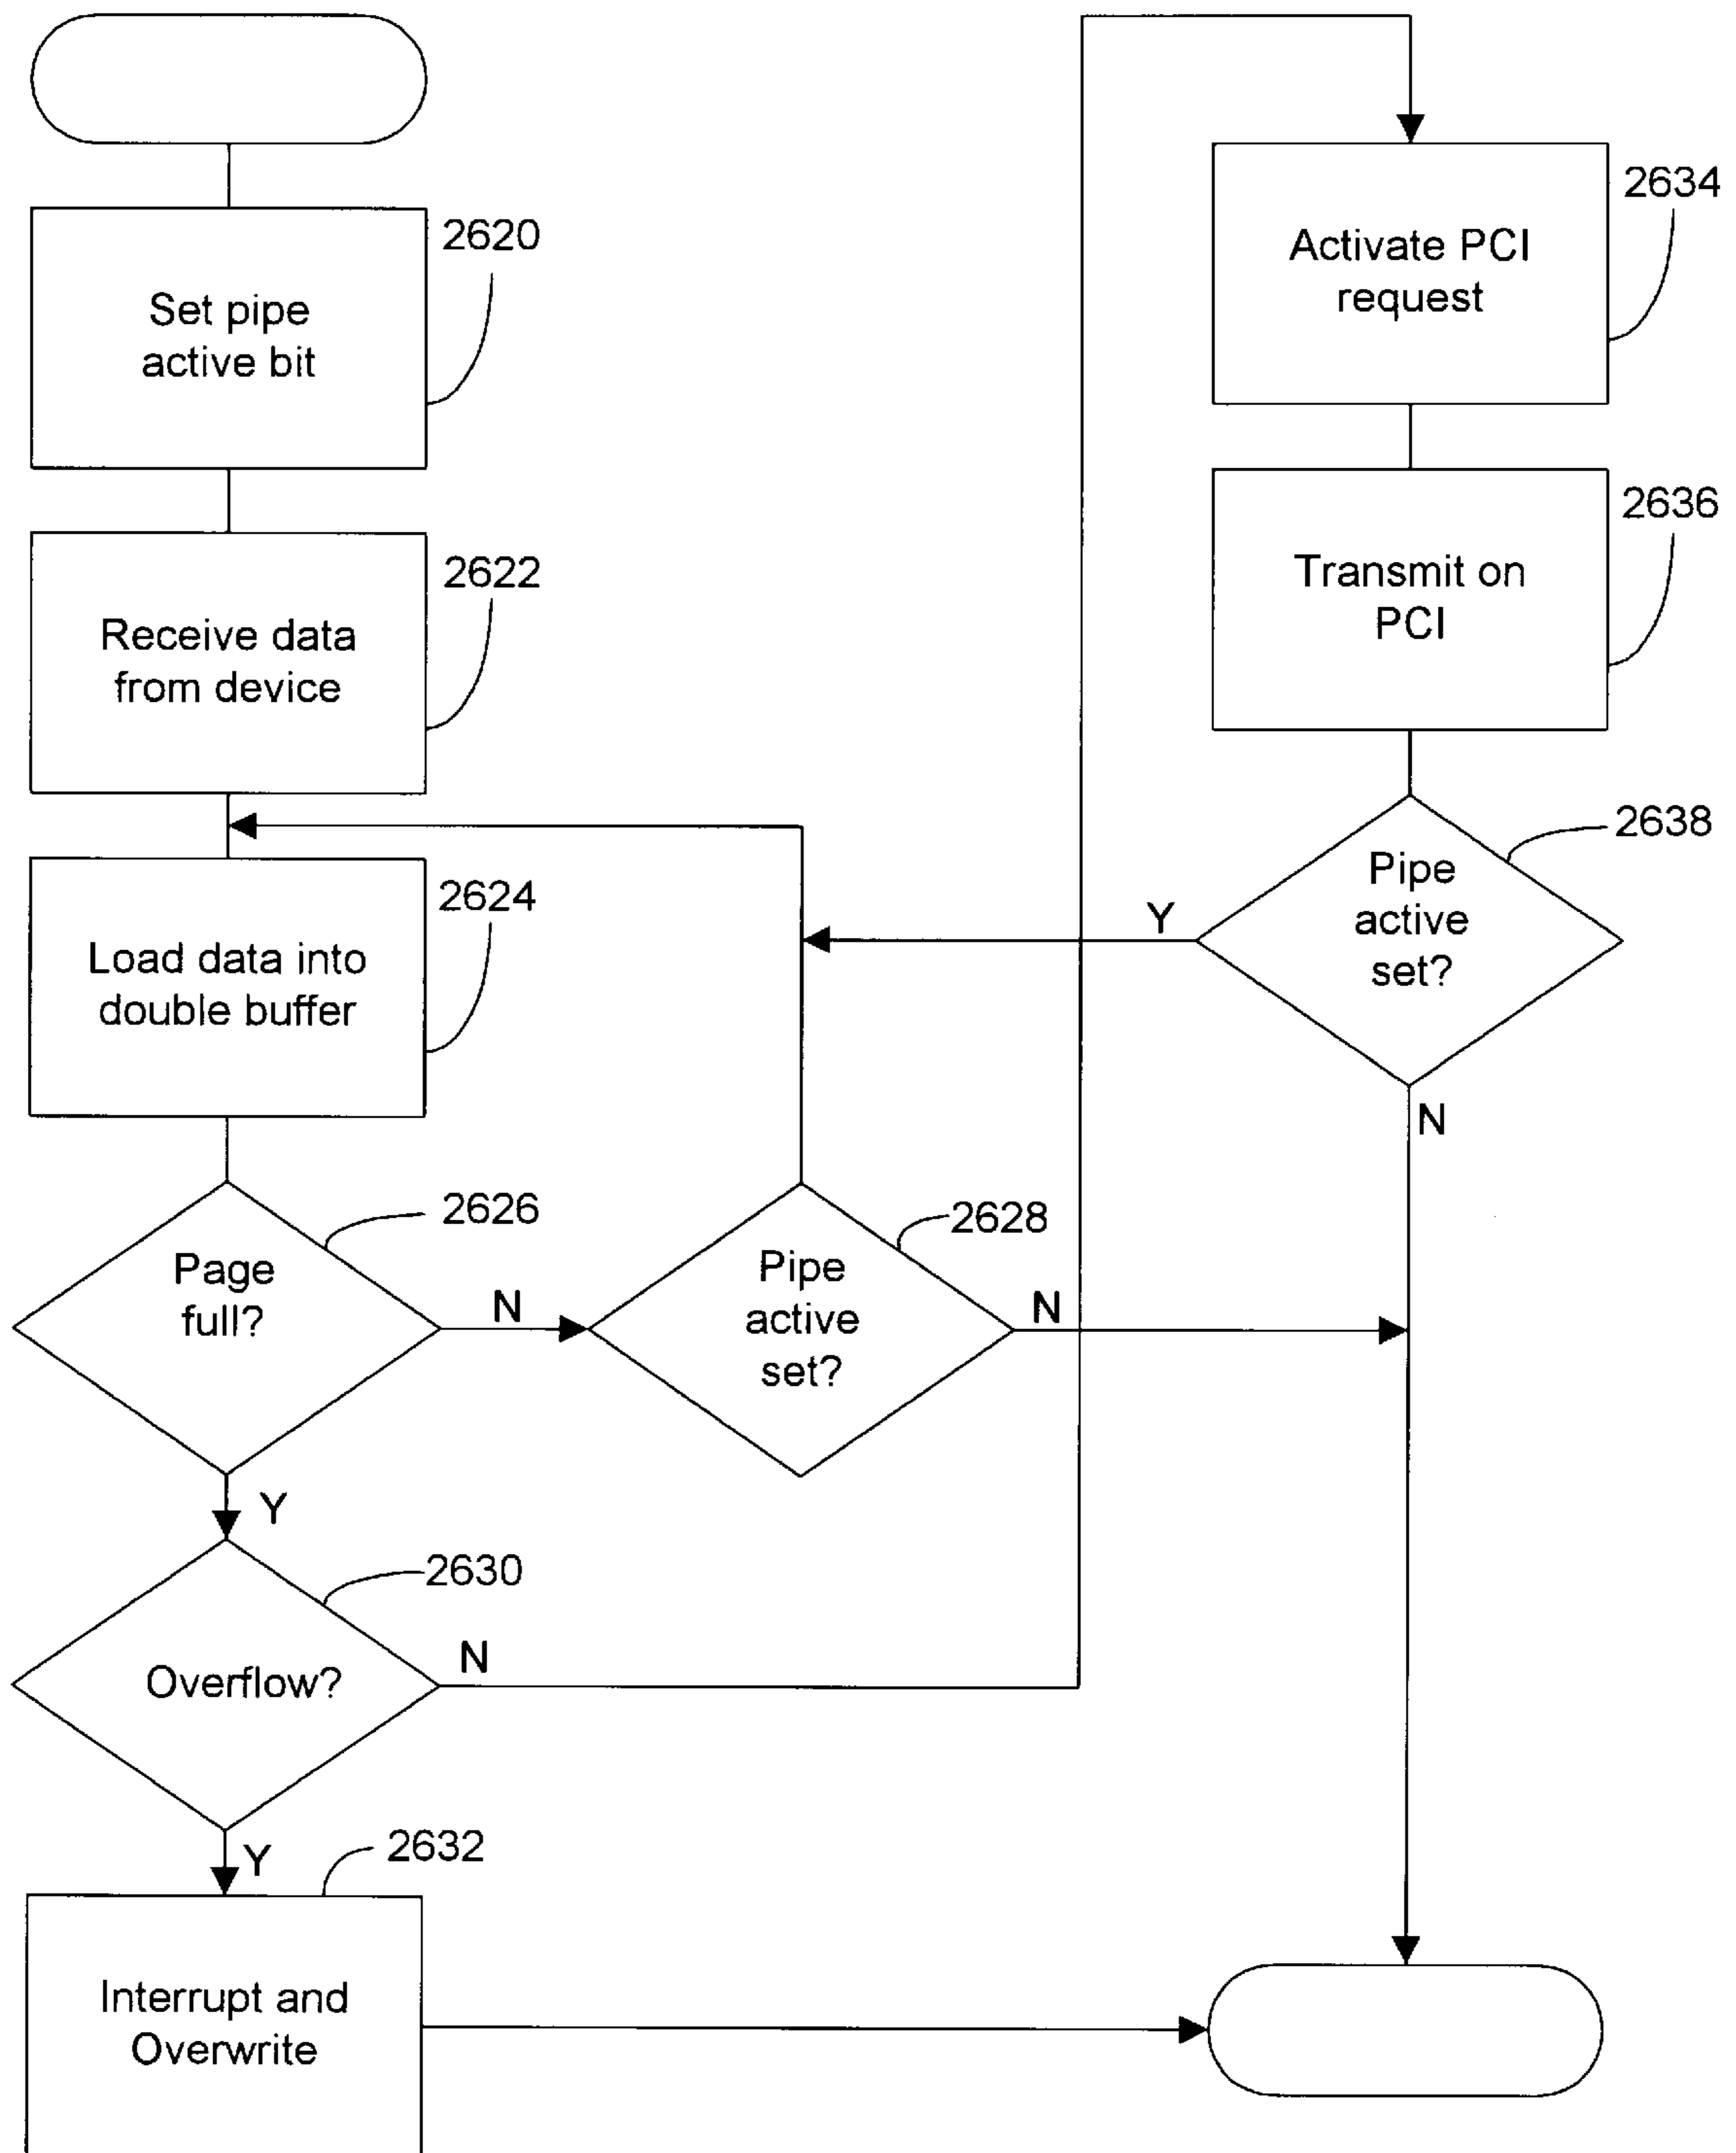 2620
Set pipe
active bit
2622
Receive data
from device
2624
Load data into
double buffer
2626
Page
full?
N
Y
2628
Pipe
active
set?
N
2630
Overflow?
N
Y
2632
Interrupt and
Overwrite
2634
Activate PCI
request
2636
Transmit on
PCI
2638
Pipe
active
set?
Y
N